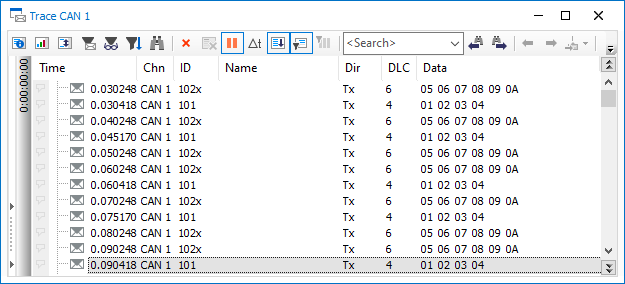 Trace CAN 1
Δt <Search>
Time Chn ID Name Dir DLC Data
0:00:00:00
0.030248 CAN 1 102x Tx 6 05 06 07 08 09 0A
0.030418 CAN 1 101 Tx 4 01 02 03 04
0.040248 CAN 1 102x Tx 6 05 06 07 08 09 0A
0.045170 CAN 1 101 Tx 4 01 02 03 04
0.050248 CAN 1 102x Tx 6 05 06 07 08 09 0A
0.060248 CAN 1 102x Tx 6 05 06 07 08 09 0A
0.060418 CAN 1 101 Tx 4 01 02 03 04
0.070248 CAN 1 102x Tx 6 05 06 07 08 09 0A
0.075170 CAN 1 101 Tx 4 01 02 03 04
0.080248 CAN 1 102x Tx 6 05 06 07 08 09 0A
0.090248 CAN 1 102x Tx 6 05 06 07 08 09 0A
0.090418 CAN 1 101 Tx 4 01 02 03 04